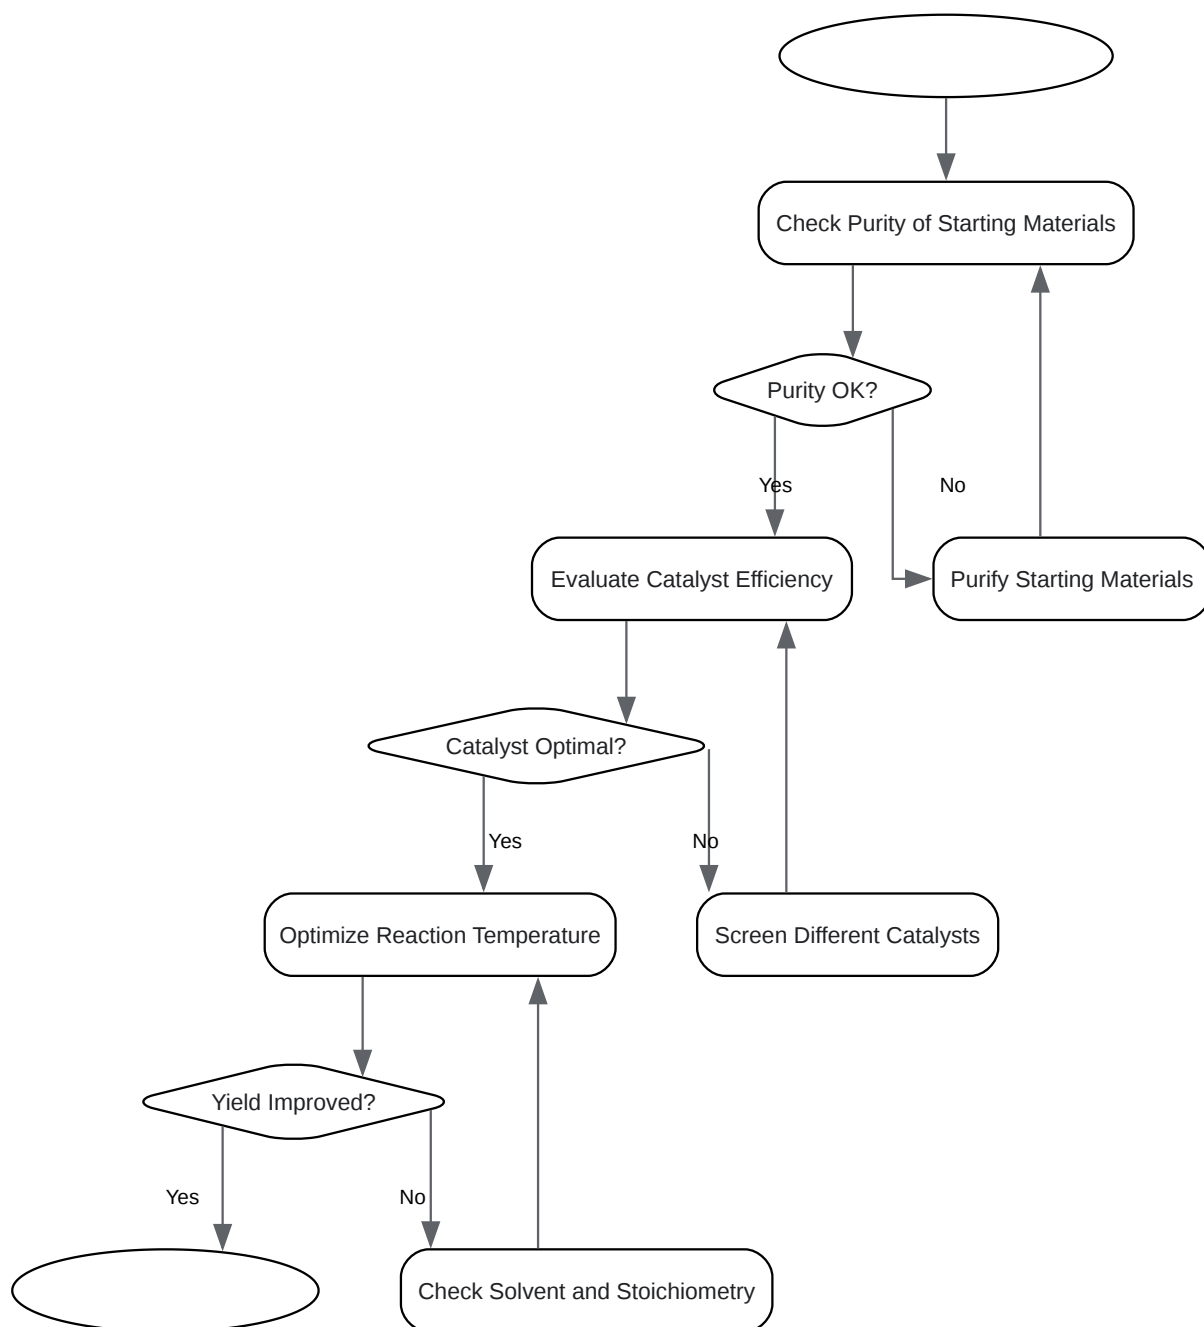 Check Purity of Starting Materials
Purity OK?
Yes
No
Evaluate Catalyst Efficiency
Purify Starting Materials
Catalyst Optimal?
Yes
No
Optimize Reaction Temperature
Screen Different Catalysts
Yield Improved?
Yes
No
Check Solvent and Stoichiometry